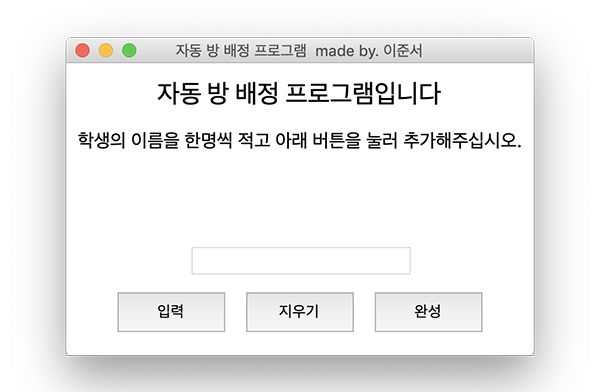 자동 방 배정 프로그램  made by. 이준서
자동 방 배정 프로그램입니다
학생의 이름을 한명씩 적고 아래 버튼을 눌러 추가해주십시오.
입력 지우기 완성